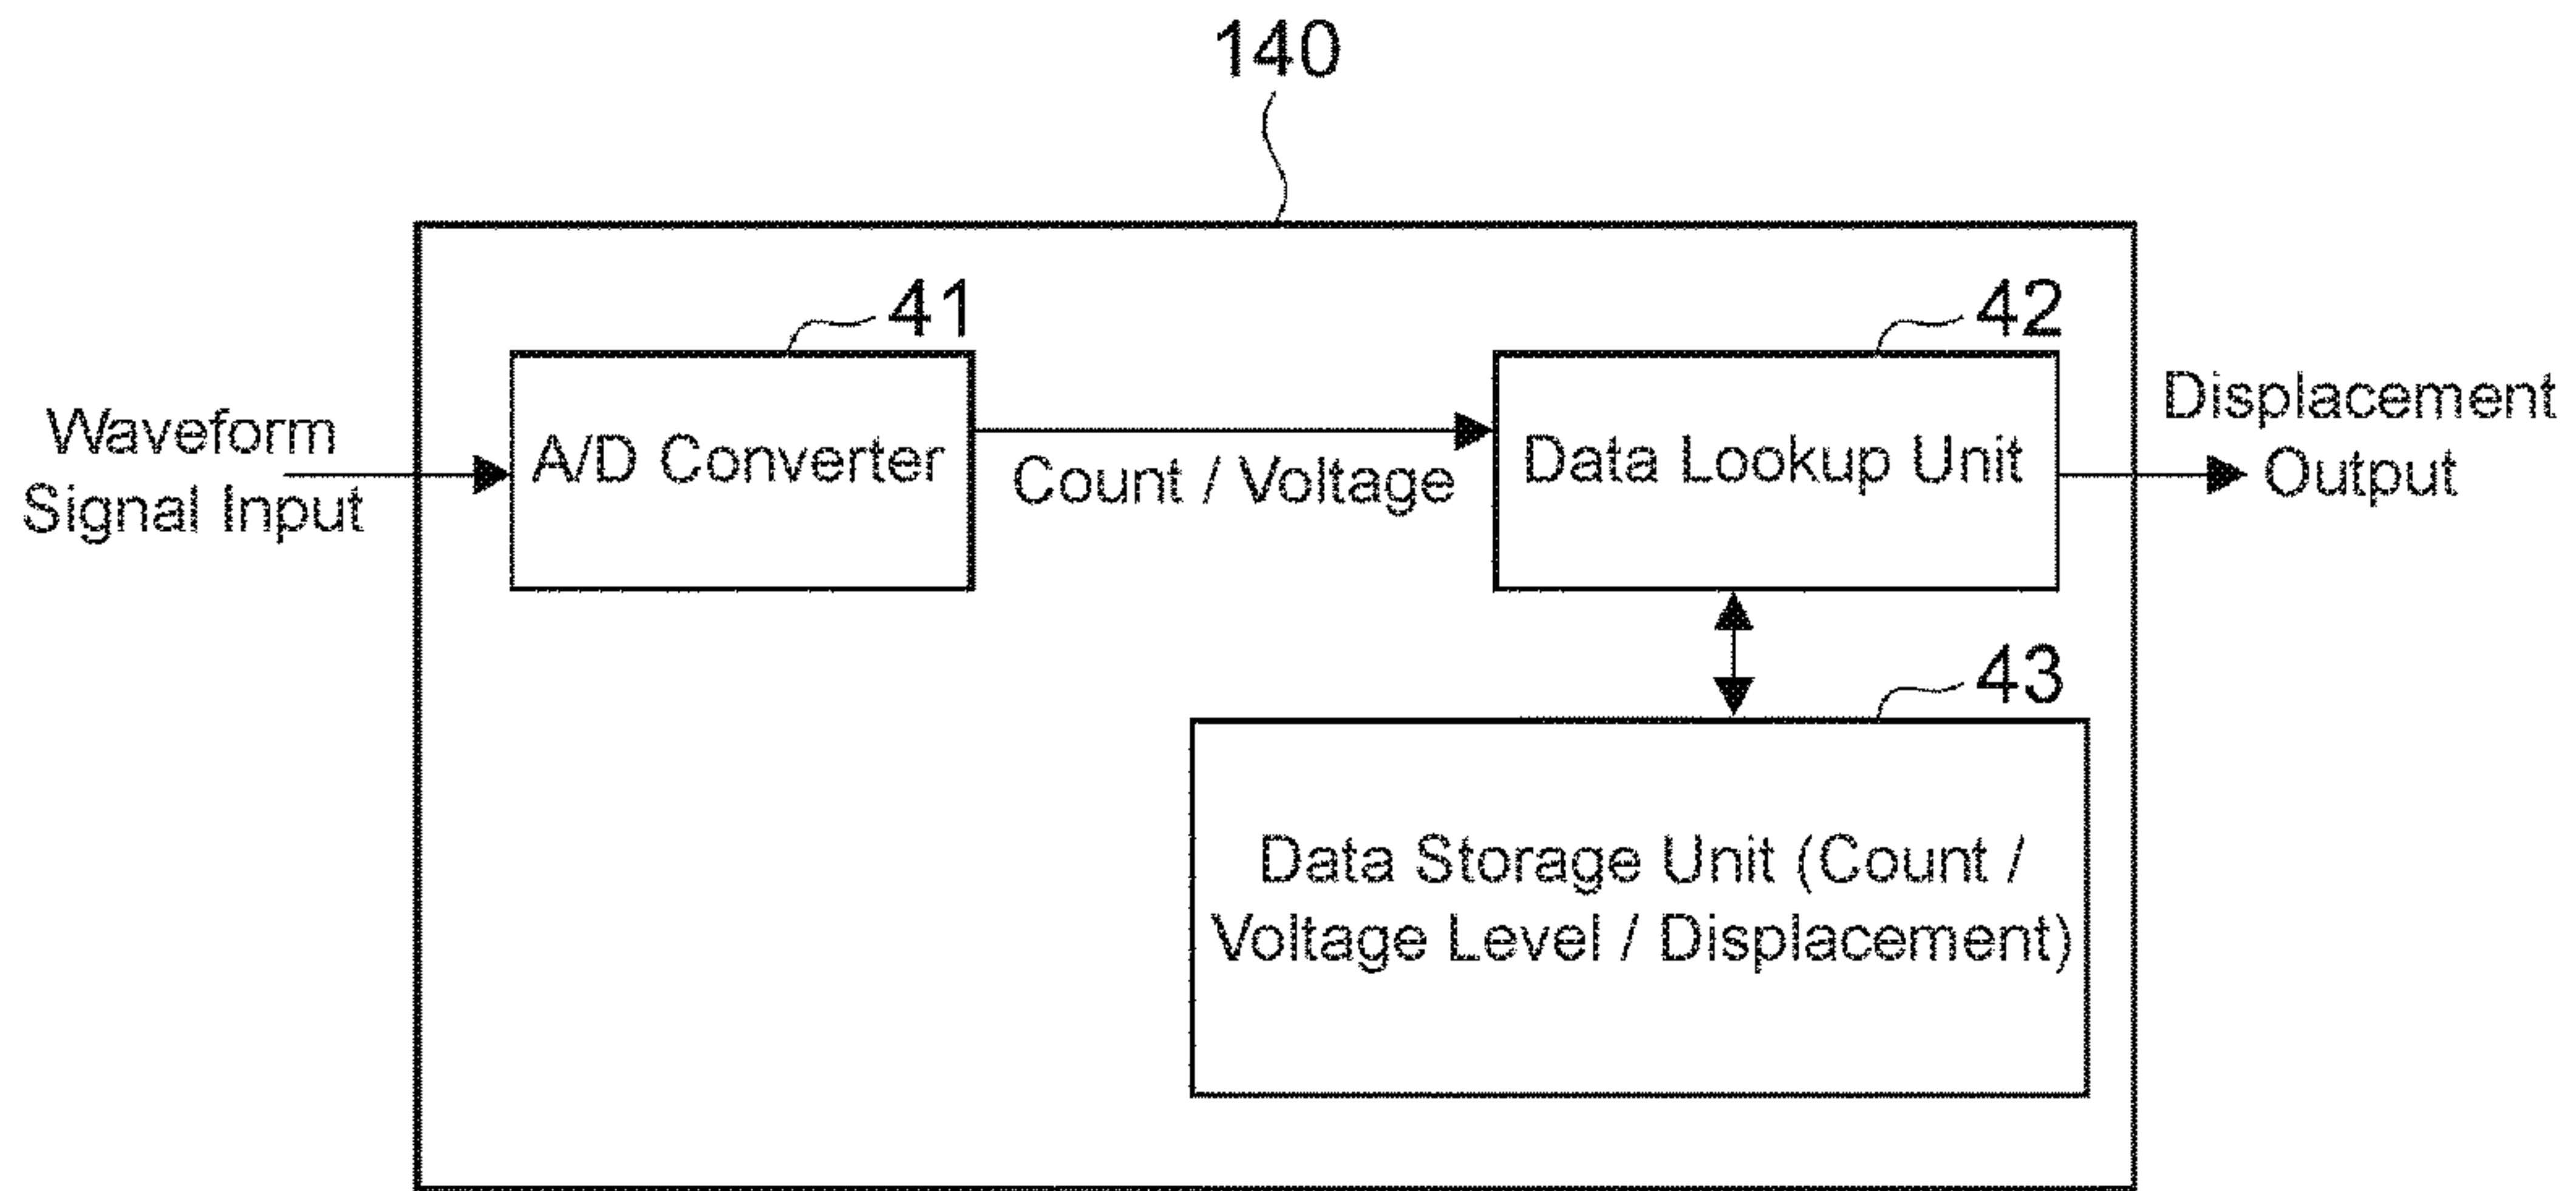 140
41
42
Waveform
Signal Input
A/D Converter
Count / Voltage
Data Lookup Unit
Displacement
Output
43
Data Storage Unit (Count /
Voltage Level / Displacement)